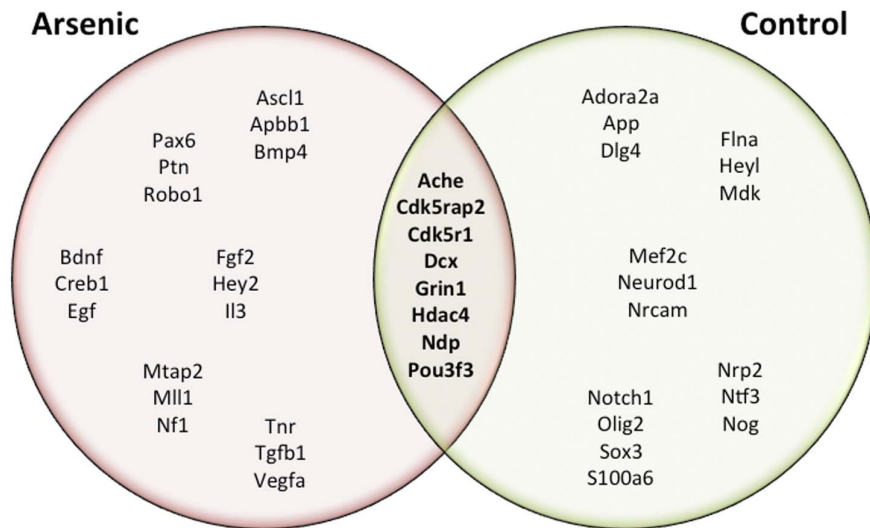 Arsenic
Control
Ascl1
Apbb1
Bmp4
Pax6
Ptn
Robo1
Bdnf
Creb1
Egf
Fgf2
Hey2
Il3
Mtap2
Mll1
Nf1
Tnr
Tgfb1
Vegfa
Ache
Cdk5rap2
Cdk5r1
Dcx
Grin1
Hdac4
Ndp
Pou3f3
Adora2a
App
Dlg4
Flna
Heyl
Mdk
Mef2c
Neurod1
Nrcam
Notch1
Olig2
Sox3
S100a6
Nrp2
Ntf3
Nog